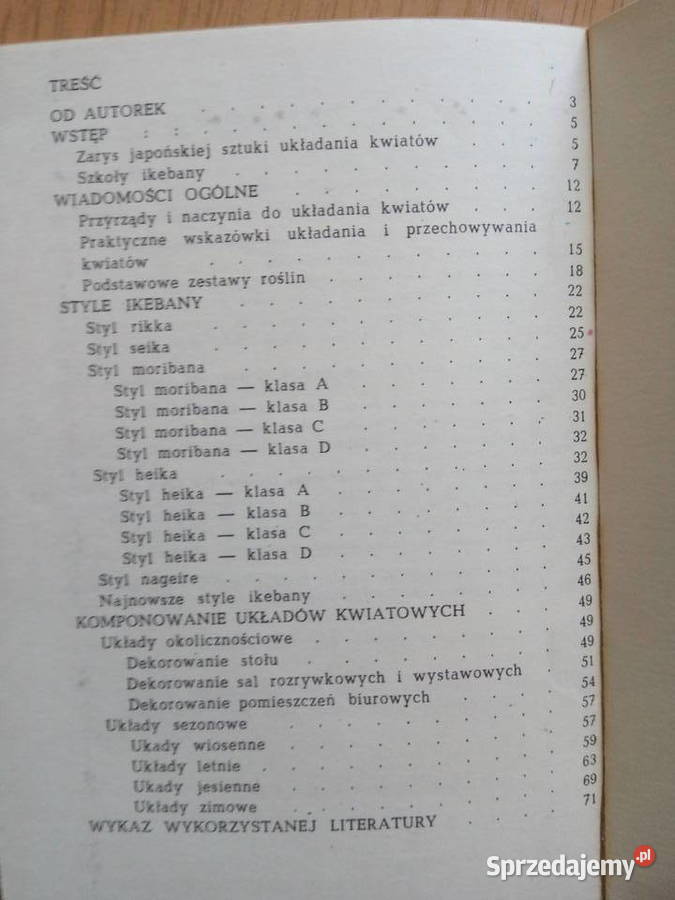 TREŚĆ
OD AUTOREK . . . . . . . . . . 3
WSTĘP : : . . . . . . . . . . 5
Zarys japońskiej sztuki układania kwiatów . . . . 5
Szkoły ikebany . . . . . . . . . . 7
WIADOMOŚCI OGÓLNE . . . . . . . . 12
Przyrządy i naczynia do układania kwiatów . . . 12
Praktyczne wskazówki układania i przechowywania
kwiatów . . . . . . . . . . 15
Podstawowe zestawy roślin . . . . . . . 18
STYLE IKEBANY . . . . . . . . . . 22
Styl rikka . . . . . . . . . . 22
Styl seika . . . . . . . . . . 25
Styl moribana . . . . . . . . . . 27
Styl moribana — klasa A . . . . . . 27
Styl moribana — klasa B . . . . . . 30
Styl moribana — klasa C . . . . . . 31
Styl moribana — klasa D . . . . . . 32
Styl heika . . . . . . . . . . 32
Styl heika — klasa A . . . . . . . 39
Styl heika — klasa B . . . . . . . 41
Styl heika — klasa C . . . . . . . 42
Styl heika — klasa D . . . . . . . 43
Styl nageire . . . . . . . . . . 45
Najnowsze style ikebany . . . . . . . 46
KOMPONOWANIE UKŁADÓW KWIATOWYCH . . . 49
Układy okolicznościowe . . . . . . . . 49
Dekorowanie stołu . . . . . . . . 49
Dekorowanie sal rozrywkowych i wystawowych . 51
Dekorowanie pomieszczeń biurowych . . . . 54
Układy sezonowe . . . . . . . . . . 57
Ukady wiosenne . . . . . . . . 57
Układy letnie . . . . . . . . . 59
Ukady jesienne . . . . . . . . 63
Układy zimowe . . . . . . . . 69
WYKAZ WYKORZYSTANEJ LITERATURY . . . . 71
Sprzedajemy.pl